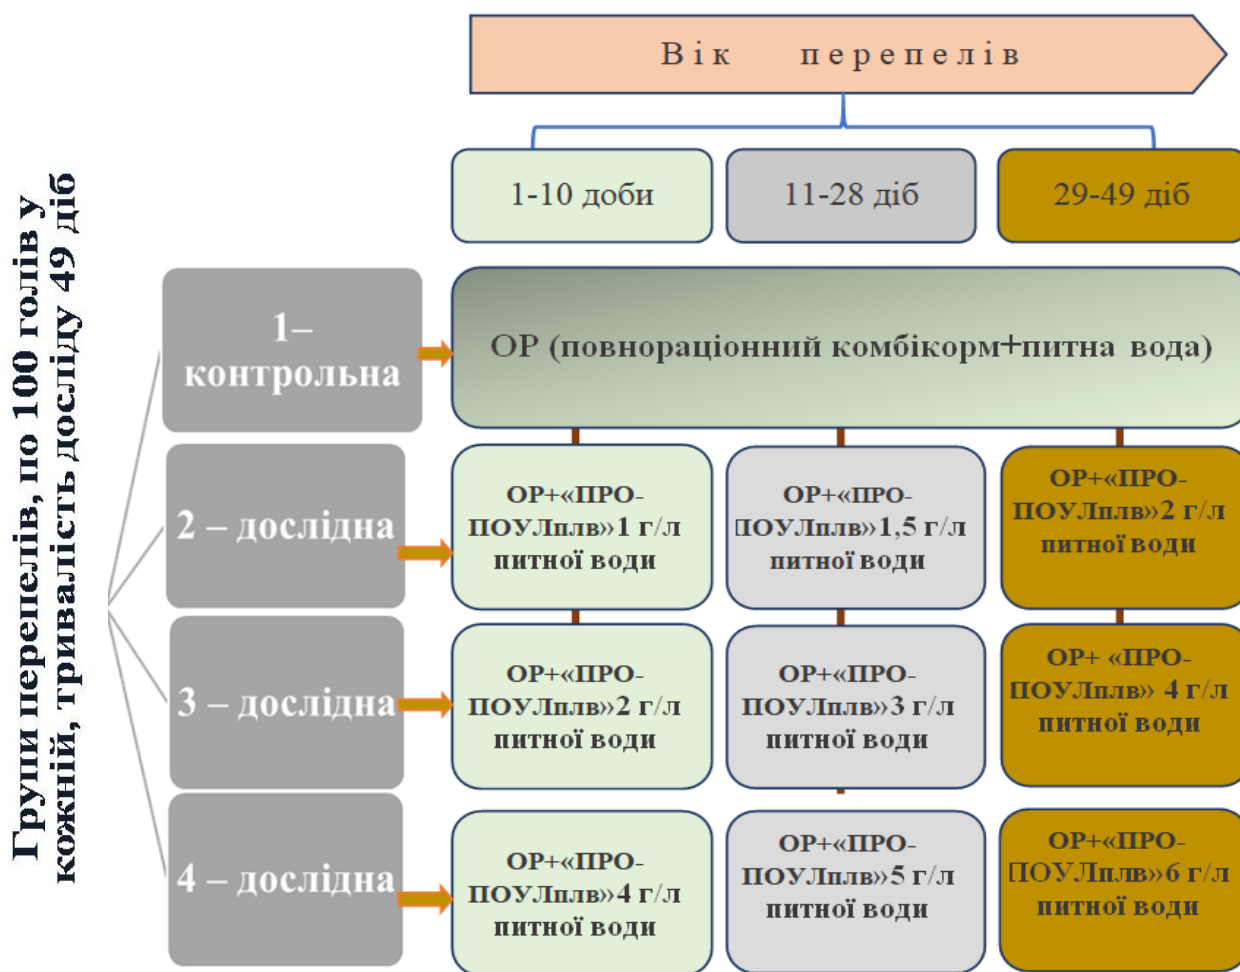 Вік перепелів
1-10 доби
11-28 діб
29-49 діб
Групи перепелів, по 100 голів у
кожній, тривалість досліду 49 діб
1–
контрольна
ОР (повнораціонний комбікорм+питна вода)
2 – дослідна
ОР+«ПРО-
ПОУЛплв»1 г/л
питної води
ОР+«ПРО-
ПОУЛплв»1,5 г/л
питної води
ОР+«ПРО-
ПОУЛплв»2 г/л
питної води
3 – дослідна
ОР+«ПРО-
ПОУЛплв»2 г/л
питної води
ОР+«ПРО-
ПОУЛплв»3 г/л
питної води
ОР+ «ПРО-
ПОУЛплв» 4 г/л
питної води
4 – дослідна
ОР+«ПРО-
ПОУЛплв»4 г/л
питної води
ОР+«ПРО-
ПОУЛплв»5 г/л
питної води
ОР+«ПРО-
ПОУЛплв»6 г/л
питної води